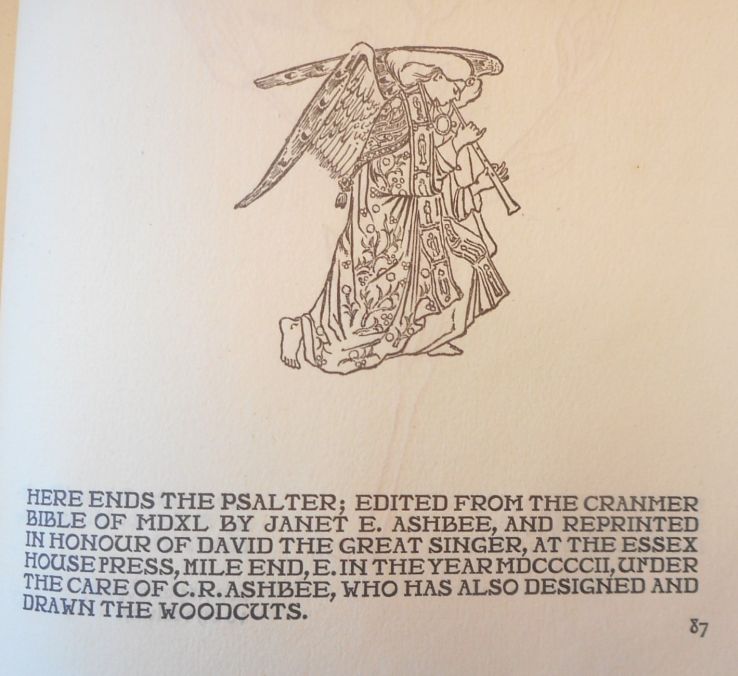 HERE ENDS THE PSALTER; EDITED FROM THE CRANMER
BIBLE OF MDXL BY JANET E. ASHBEE, AND REPRINTED
IN HONOUR OF DAVID THE GREAT SINGER, AT THE ESSEX
HOUSE PRESS, MILE END, E. IN THE YEAR MDCCCCII, UNDER
THE CARE OF C.R. ASHBEE, WHO HAS ALSO DESIGNED AND
DRAWN THE WOODCUTS.
87